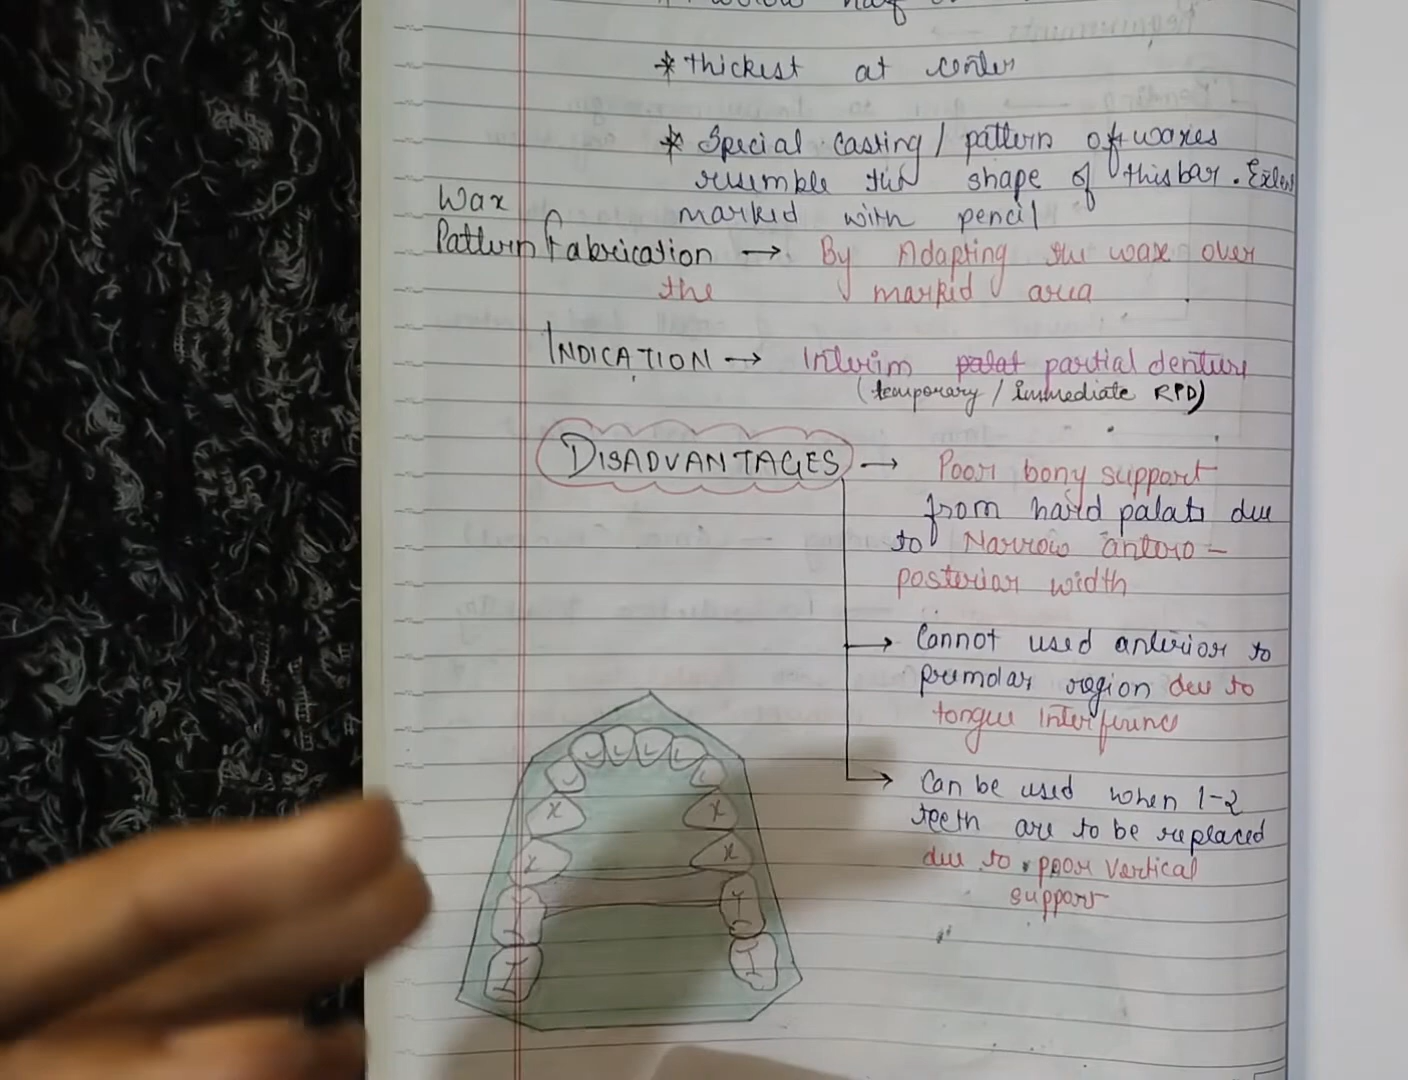 half
* thickest at center
* Special casting / pattern of waxes
resemble the shape of this bar.
marked with pencil
Wax
Pattern Fabrication → By Adapting the wax over
the marked area
INDICATION → Interim palat partial denture
(temporary / immediate RPD)
DISADVANTAGES → Poor bony support
from hard palate due
to Narrow antero-
posterior width
→ Cannot used anterior to
premolar region due to
tongue interference
→ Can be used when 1-2
teeth are to be replaced
due to poor vertical
support
x x
x x